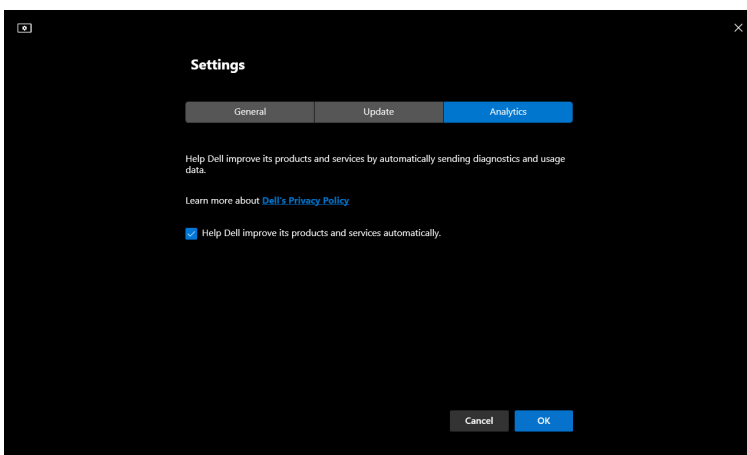 Settings
General
Update
Analytics
Help Dell improve its products and services by automatically sending diagnostics and usage
data.
Learn more about Dell's Privacy Policy
Help Dell improve its products and services automatically.
Cancel
OK